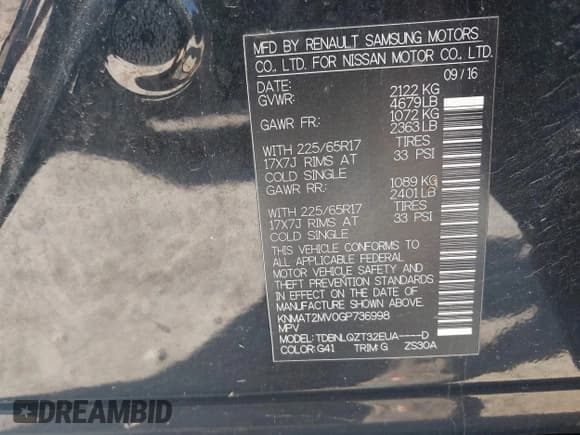 MFD BY RENAULT SAMSUNG MOTORS
CO., LTD. FOR NISSAN MOTOR CO., LTD.
DATE: 09/16
GVWR: 2122 KG
4679LB
GAWR FR: 1072 KG
2363LB
WITH 225/65R17 TIRES
17X7J RIMS AT 33 PSI
COLD SINGLE
GAWR RR: 1089 KG
2401LB
WITH 225/65R17 TIRES
17X7J RIMS AT 33 PSI
COLD SINGLE
THIS VEHICLE CONFORMS TO
ALL APPLICABLE FEDERAL
MOTOR VEHICLE SAFETY AND
THEFT PREVENTION STANDARDS
IN EFFECT ON THE DATE OF
MANUFACTURE SHOWN ABOVE.
KNMAT2MV0GP736998
MPV
MODEL:TDBNLQZT32EUA----D
COLOR:G41 TRIM:G ZS30A
DREAMBID